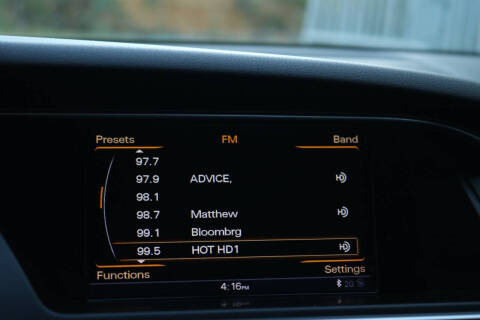 Presets FM Band
97.7
97.9 ADVICE,
98.1
98.7 Matthew
99.1 Bloombrg
99.5 HOT HD1
Functions Settings
4:16PM